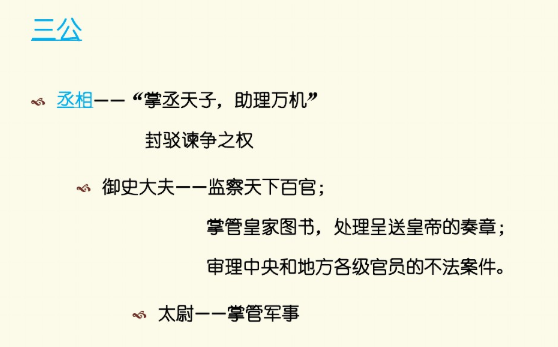 三公
丞相——“掌丞天子，助理万机”
封驳谏争之权
御史大夫——监察天下百官；
掌管皇家图书，处理呈送皇帝的奏章；
审理中央和地方各级官员的不法案件。
太尉——掌管军事